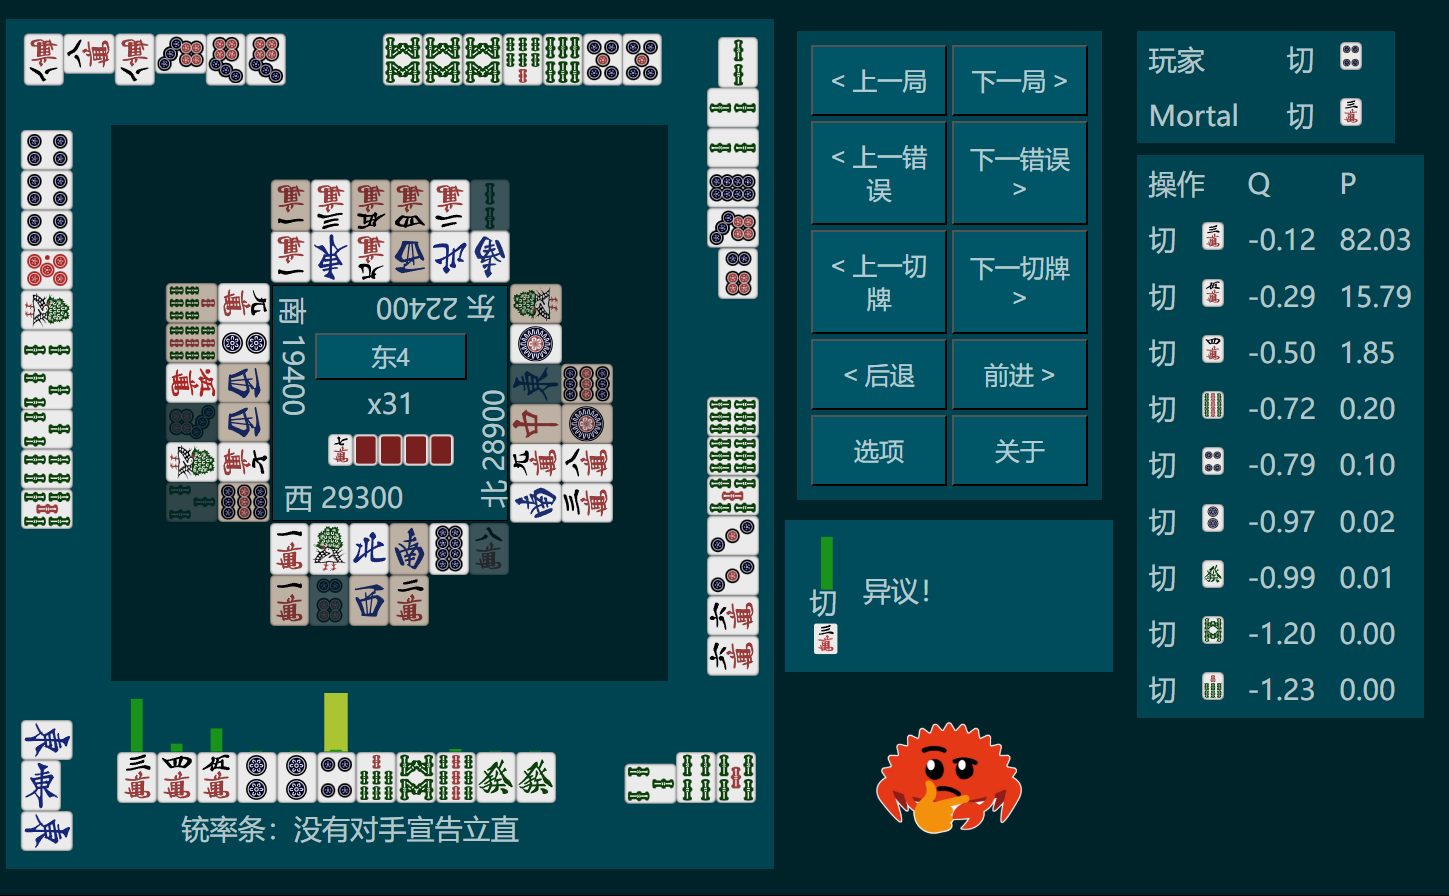 < 上一局
下一局 >
< 上一错
误
下一错误
>
< 上一切
牌
下一切牌
>
< 后退
前进 >
选项
关于
玩家 切
Mortal 切
操作 Q P
切 -0.12 82.03
切 -0.29 15.79
切 -0.50 1.85
切 -0.72 0.20
切 -0.79 0.10
切 -0.97 0.02
切 -0.99 0.01
切 -1.20 0.00
切 -1.23 0.00
切
异议！
东 22400
南 19400
东4
x31
北 28900
西 29300
铳率条：没有对手宣告立直